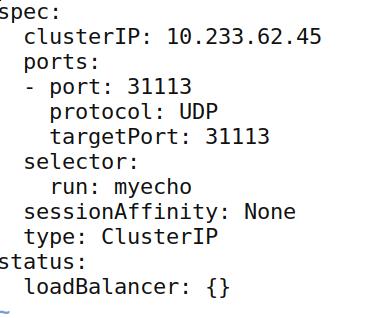 spec:
  clusterIP: 10.233.62.45
  ports:
  - port: 31113
    protocol: UDP
    targetPort: 31113
  selector:
    run: myecho
  sessionAffinity: None
  type: ClusterIP
status:
  loadBalancer: {}
~